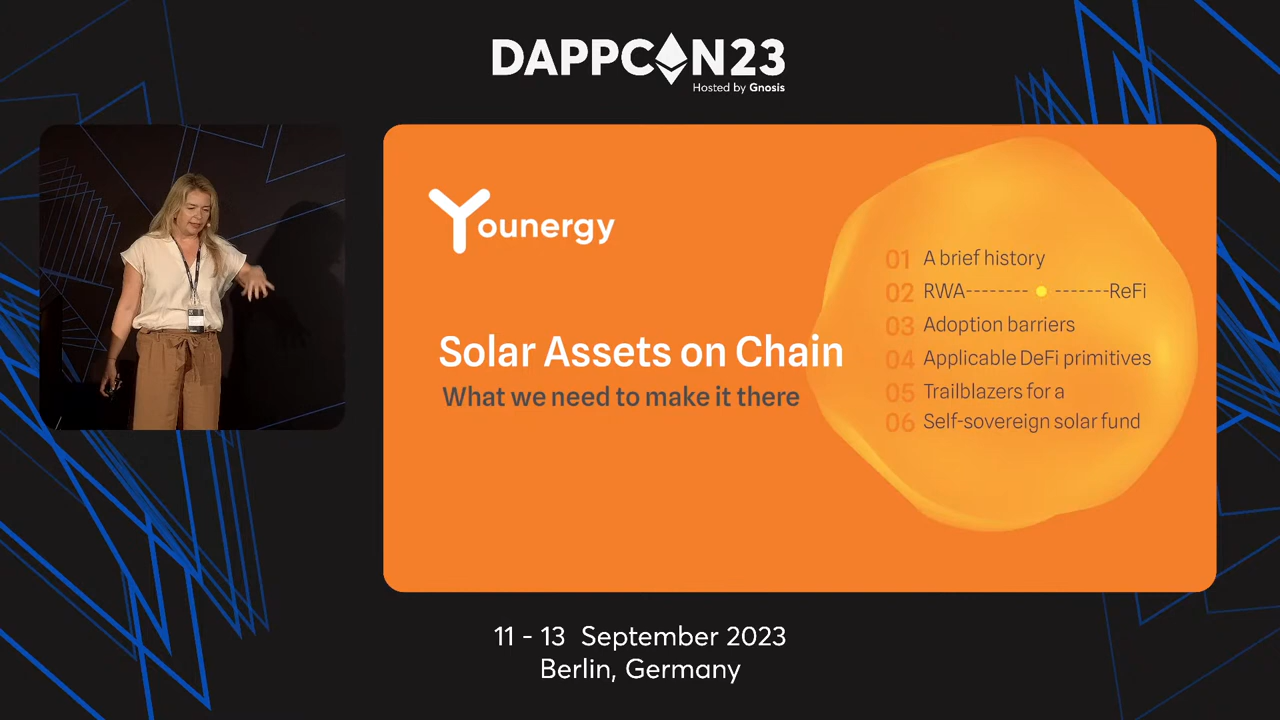 DAPPCON23
Hosted by Gnosis
Younergy
Solar Assets on Chain
What we need to make it there
01 A brief history
02 RWA-------- ● -------ReFi
03 Adoption barriers
04 Applicable DeFi primitives
05 Trailblazers for a
06 Self-sovereign solar fund
11 - 13 September 2023
Berlin, Germany